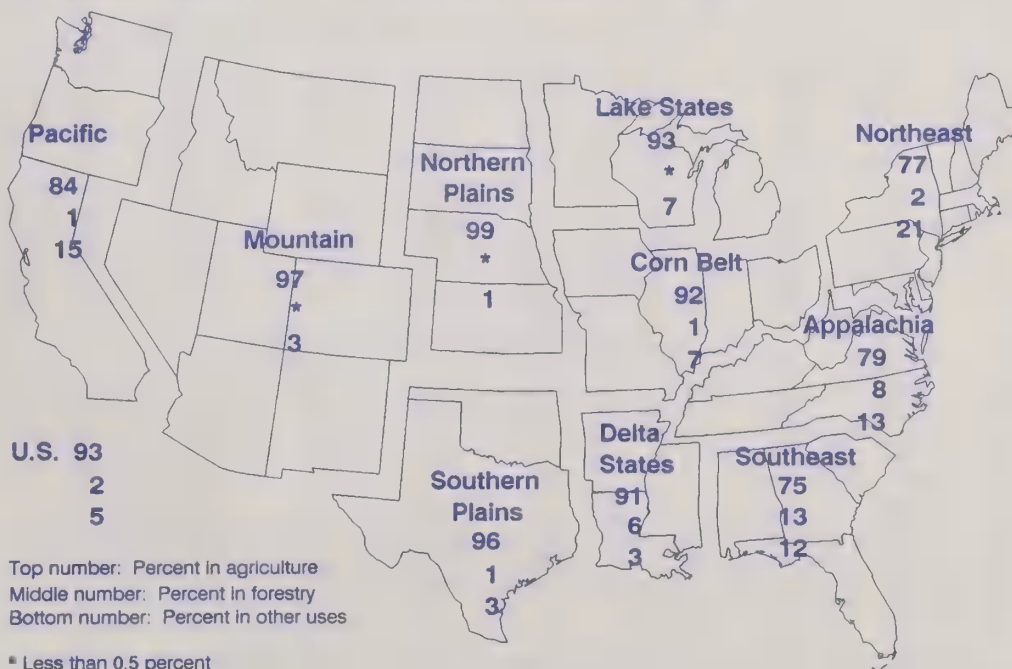 Pacific
84
1
15
Mountain
97
*
3
Northern
Plains
99
*
1
Lake States
93
*
7
Corn Belt
92
1
7
Northeast
77
2
21
Appalachia
79
8
13
Southeast
75
13
12
Delta
States
91
6
3
Southern
Plains
96
1
3
U.S. 93
2
5
Top number: Percent in agriculture
Middle number: Percent in forestry
Bottom number: Percent in other uses
* Less than 0.5 percent